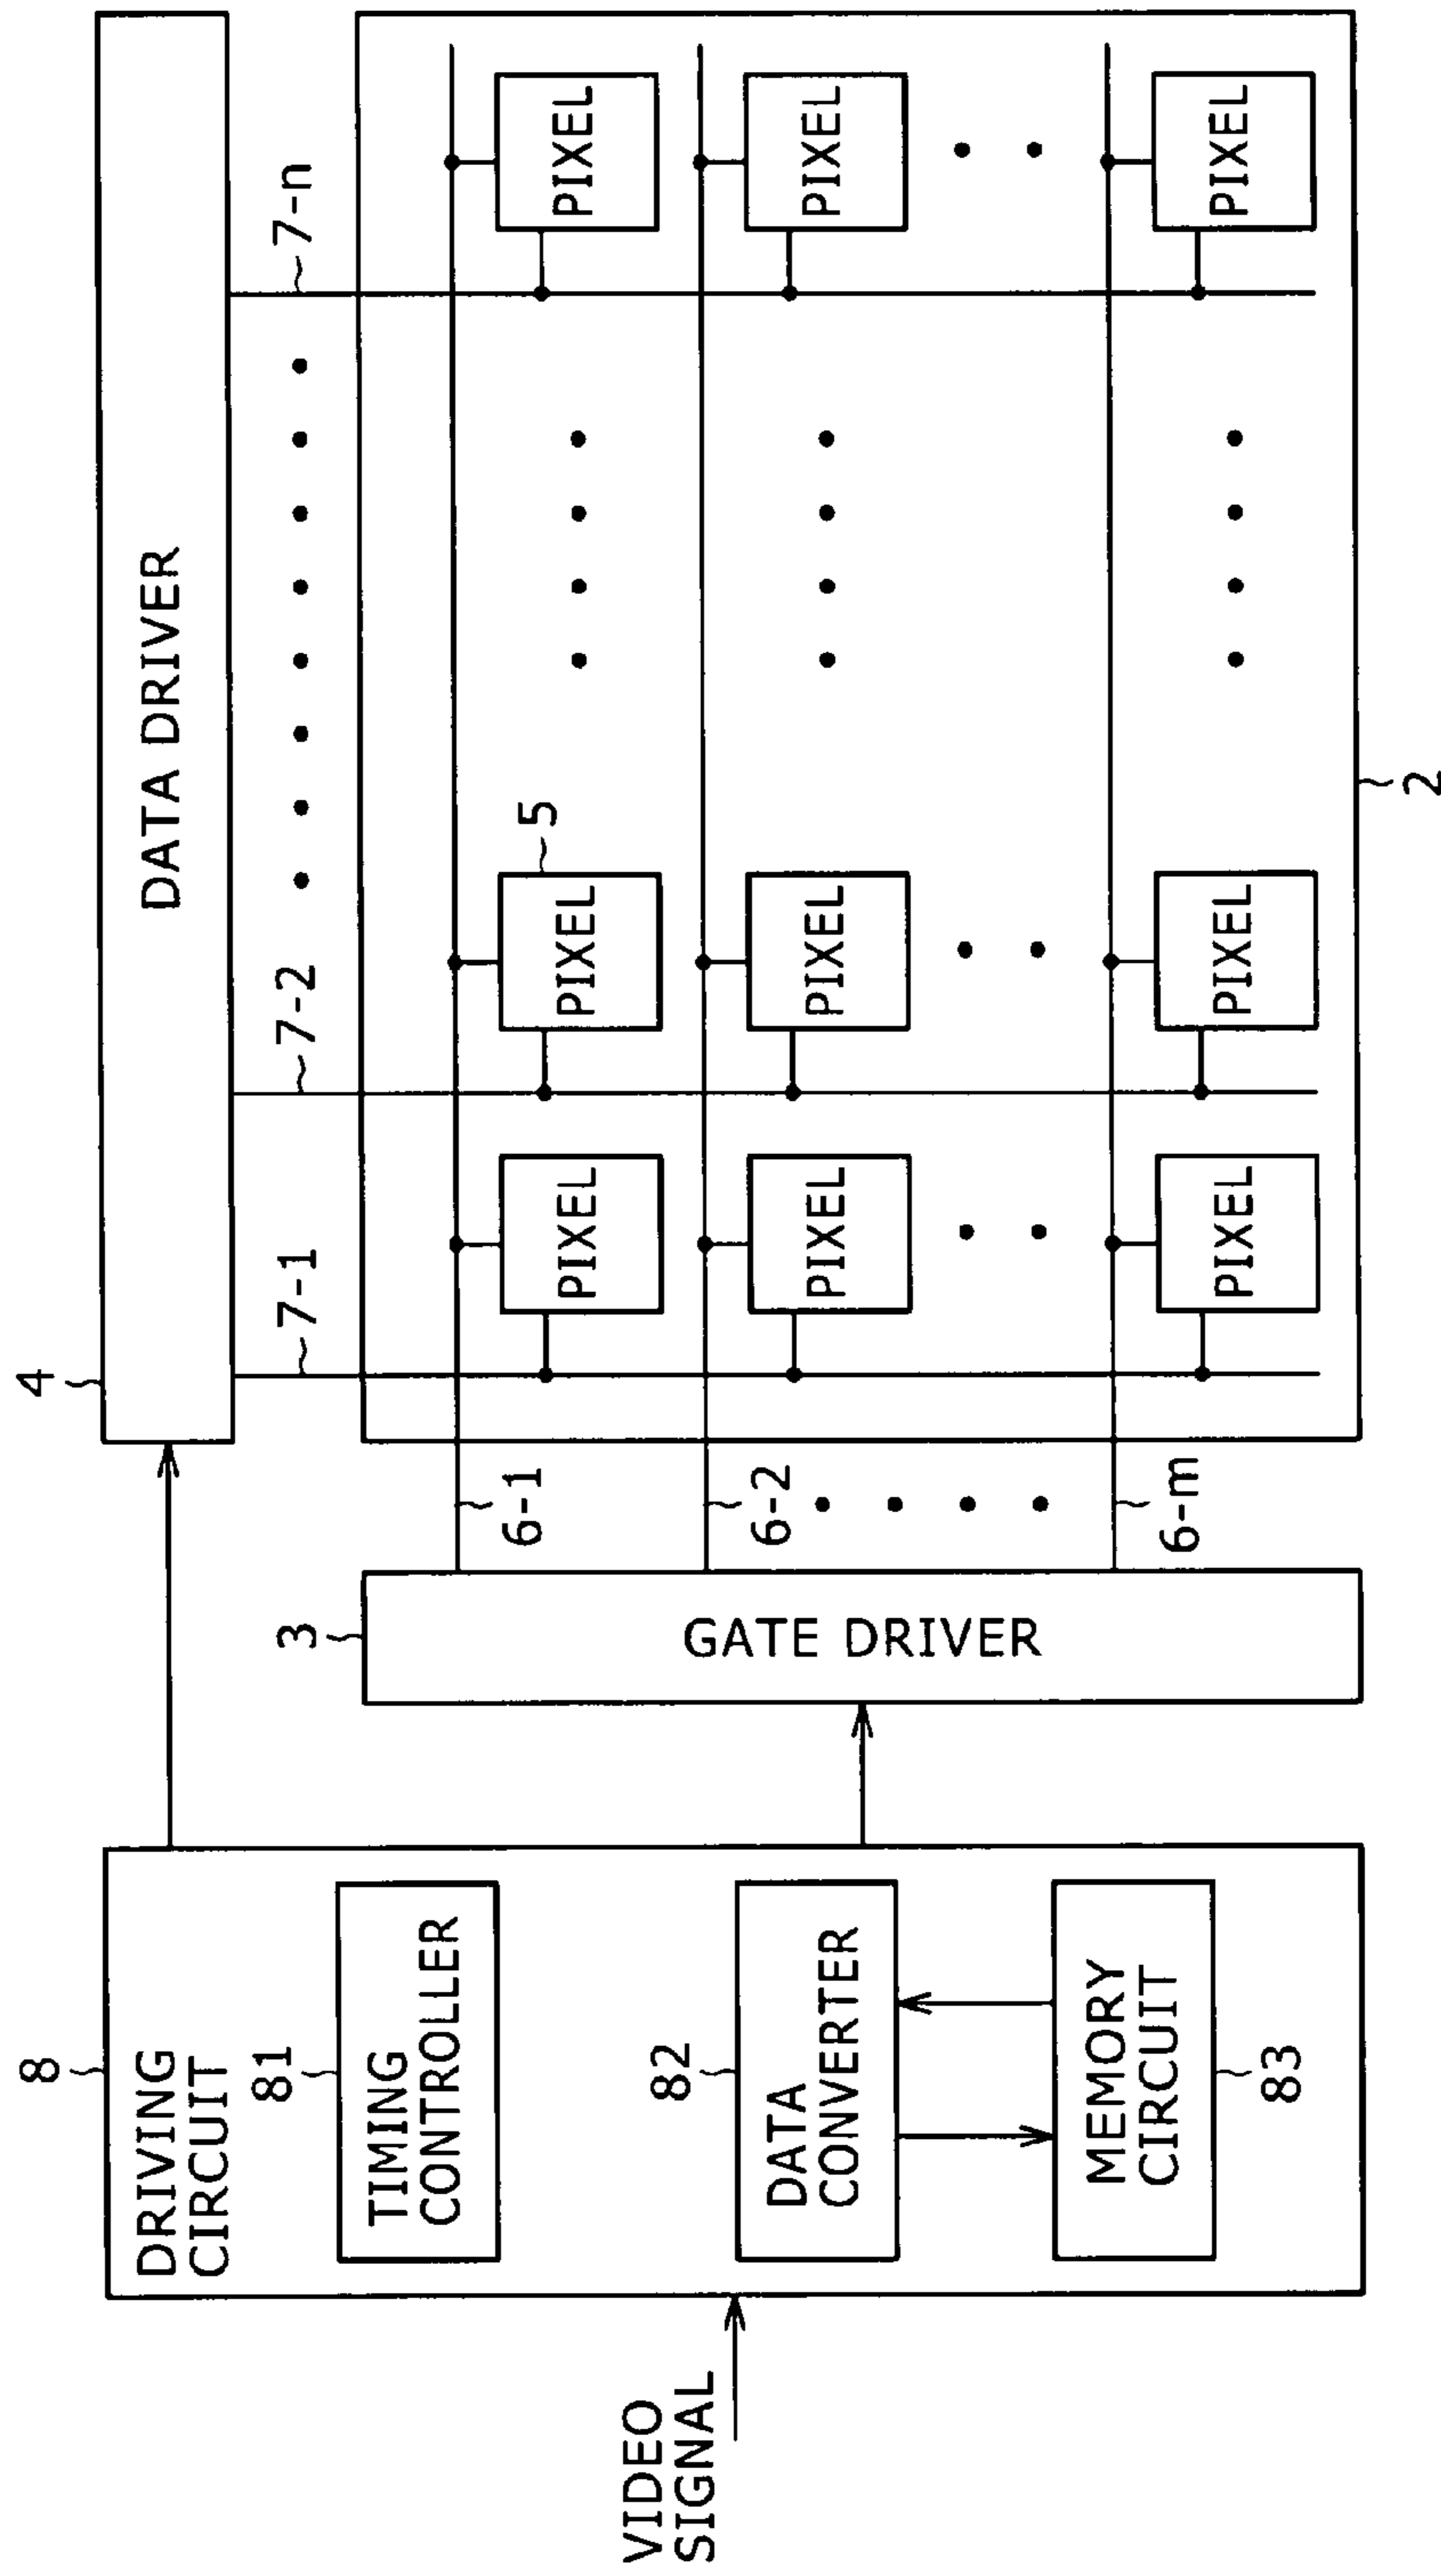 4
DATA DRIVER
8
DRIVING
CIRCUIT
7-1
7-2
7-n
81
TIMING
CONTROLLER
3
GATE DRIVER
6-1
PIXEL
PIXEL
5
PIXEL
VIDEO
SIGNAL
82
DATA
CONVERTER
6-2
PIXEL
PIXEL
PIXEL
MEMORY
CIRCUIT
83
6-m
PIXEL
PIXEL
PIXEL
2